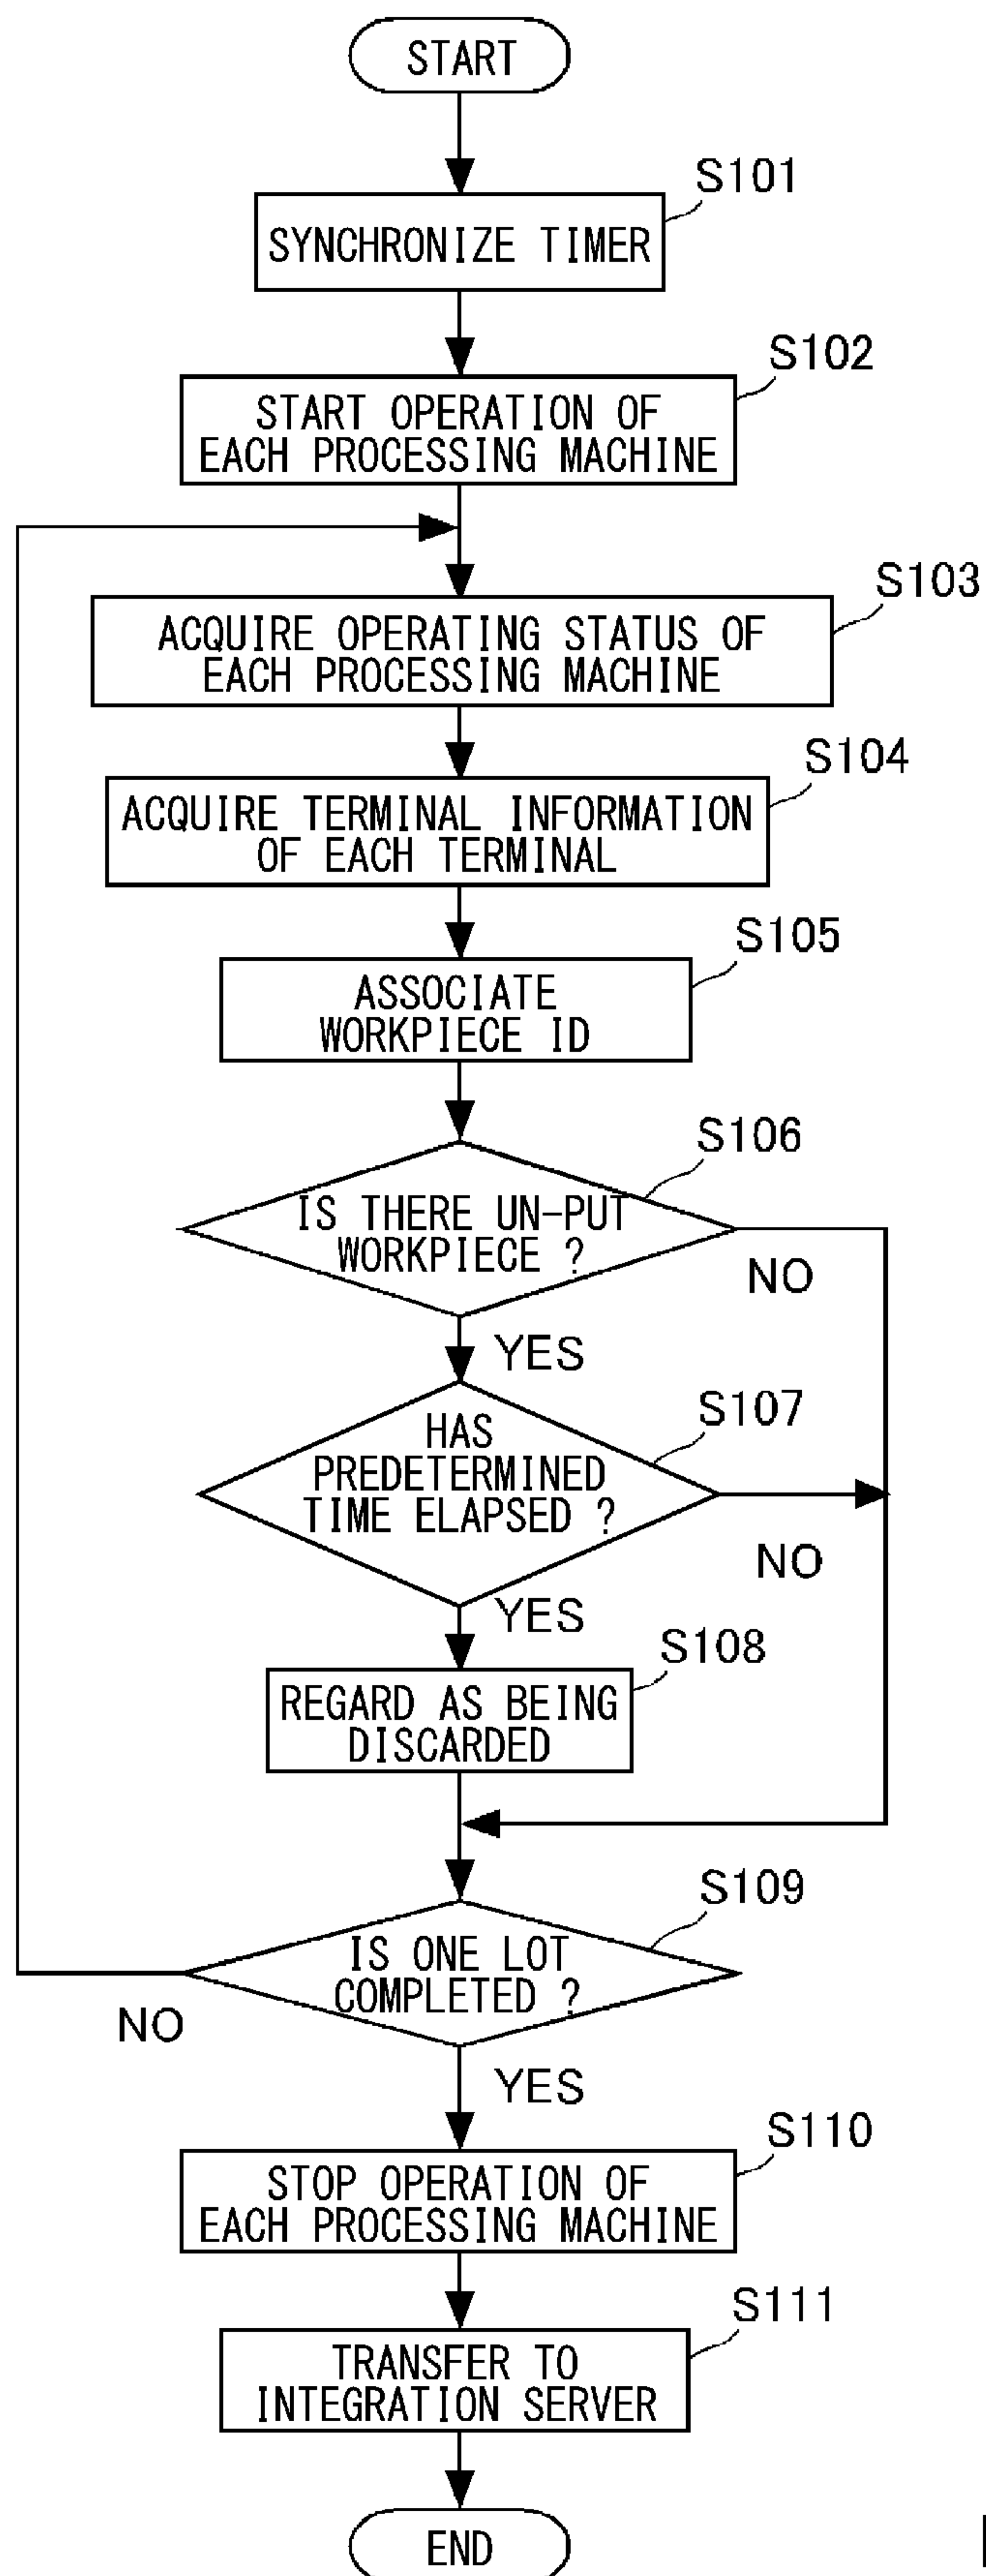 START
S101
SYNCHRONIZE TIMER
S102
START OPERATION OF
EACH PROCESSING MACHINE
S103
ACQUIRE OPERATING STATUS OF
EACH PROCESSING MACHINE
S104
ACQUIRE TERMINAL INFORMATION
OF EACH TERMINAL
S105
ASSOCIATE
WORKPIECE ID
S106
IS THERE UN-PUT
WORKPIECE ?
NO
YES
S107
HAS
PREDETERMINED
TIME ELAPSED ?
NO
YES
S108
REGARD AS BEING
DISCARDED
S109
IS ONE LOT
COMPLETED ?
NO
YES
S110
STOP OPERATION OF
EACH PROCESSING MACHINE
S111
TRANSFER TO
INTEGRATION SERVER
END